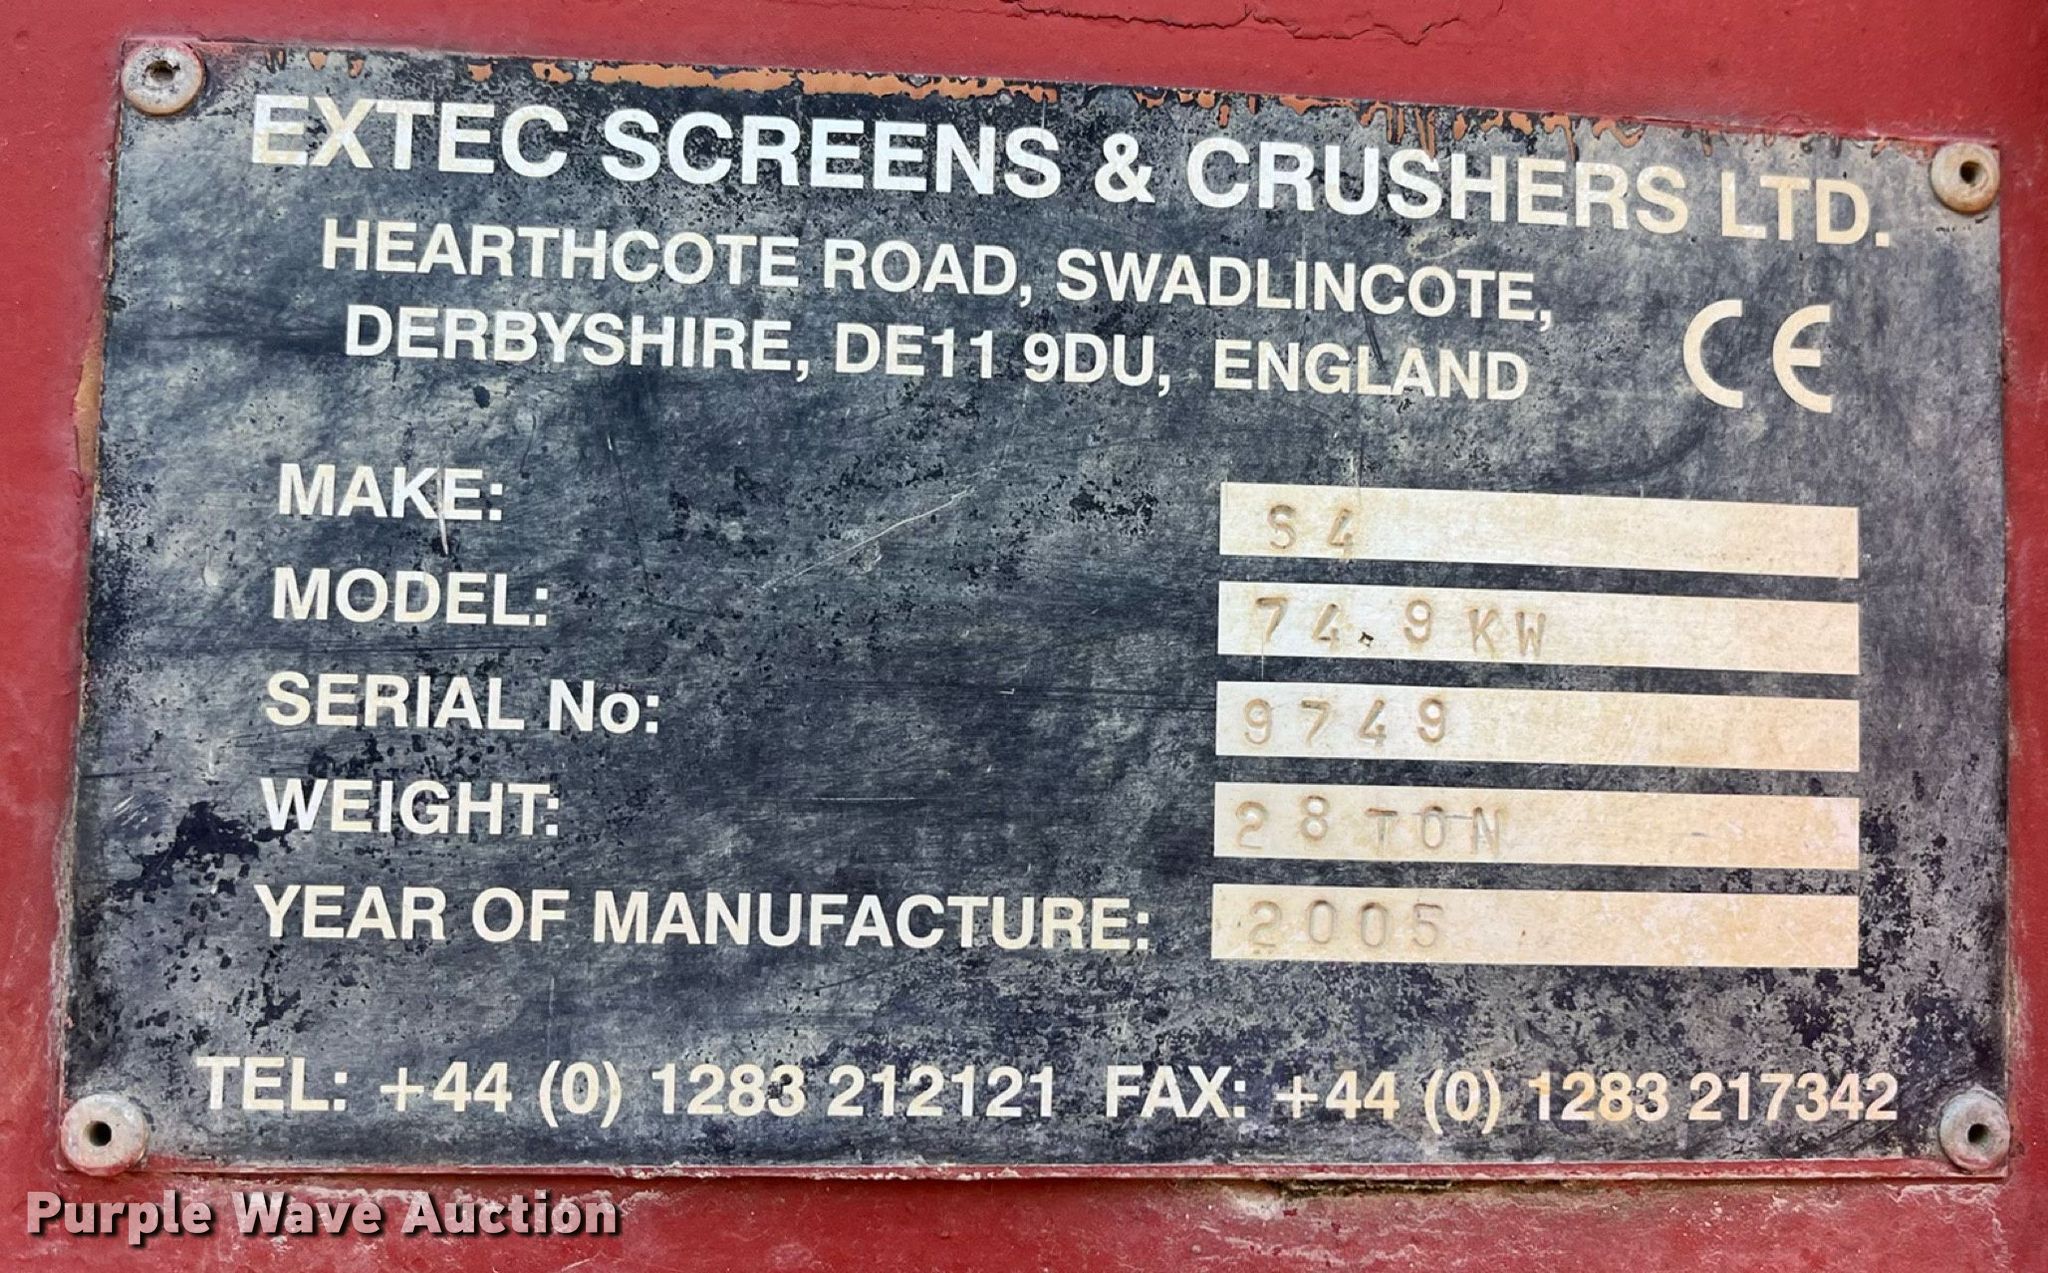 EXTEC SCREENS & CRUSHERS LTD.
HEARTHCOTE ROAD, SWADLINCOTE,
DERBYSHIRE, DE11 9DU, ENGLAND
CE
MAKE: S4
MODEL: 74.9KW
SERIAL No: 9749
WEIGHT: 28TON
YEAR OF MANUFACTURE: 2005
TEL: +44 (0) 1283 212121 FAX: +44 (0) 1283 217342
Purple Wave Auction